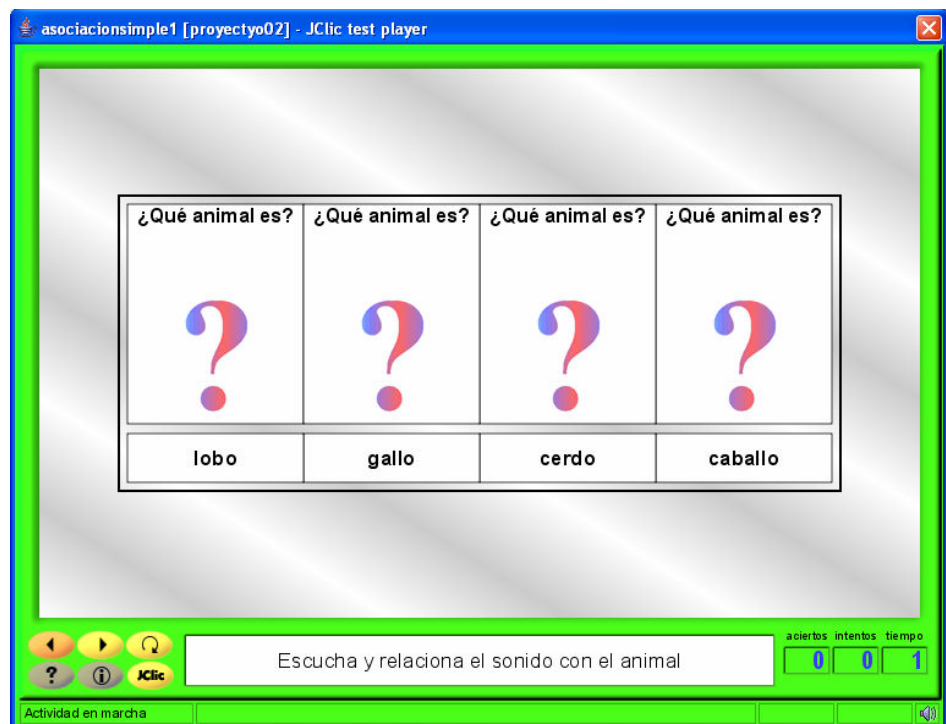 asociacionsimple1 [proyectyo02] - JClic test player
¿Qué animal es? ¿Qué animal es? ¿Qué animal es? ¿Qué animal es?
? ? ? ?
lobo gallo cerdo caballo
Escucha y relaciona el sonido con el animal
aciertos intentos tiempo
0 0 1
? i JClic
Actividad en marcha